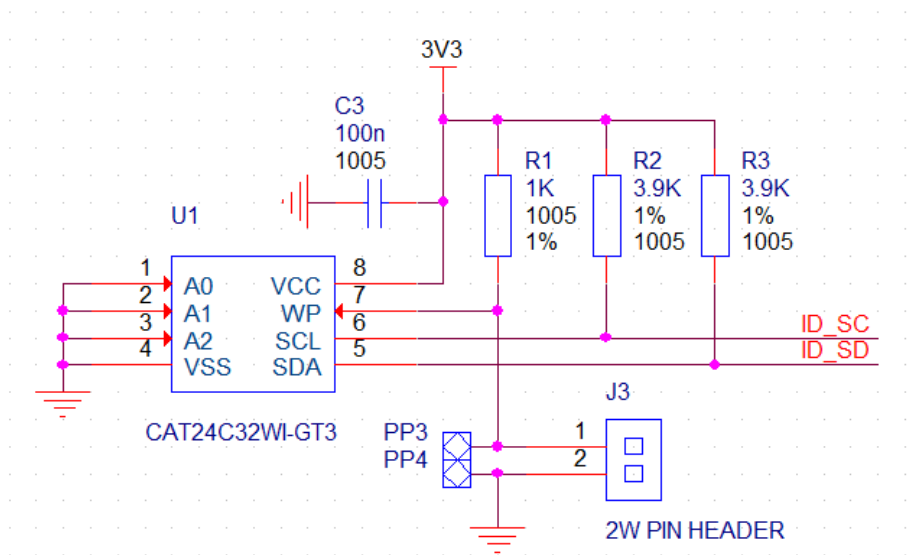 3V3
C3
100n
1005
R1
1K
1005
1%
R2
3.9K
1%
1005
R3
3.9K
1%
1005
U1
1
2
3
4
A0
A1
A2
VSS
VCC
WP
SCL
SDA
8
7
6
5
ID_SC
ID_SD
CAT24C32WI-GT3
PP3
PP4
J3
1
2
2W PIN HEADER